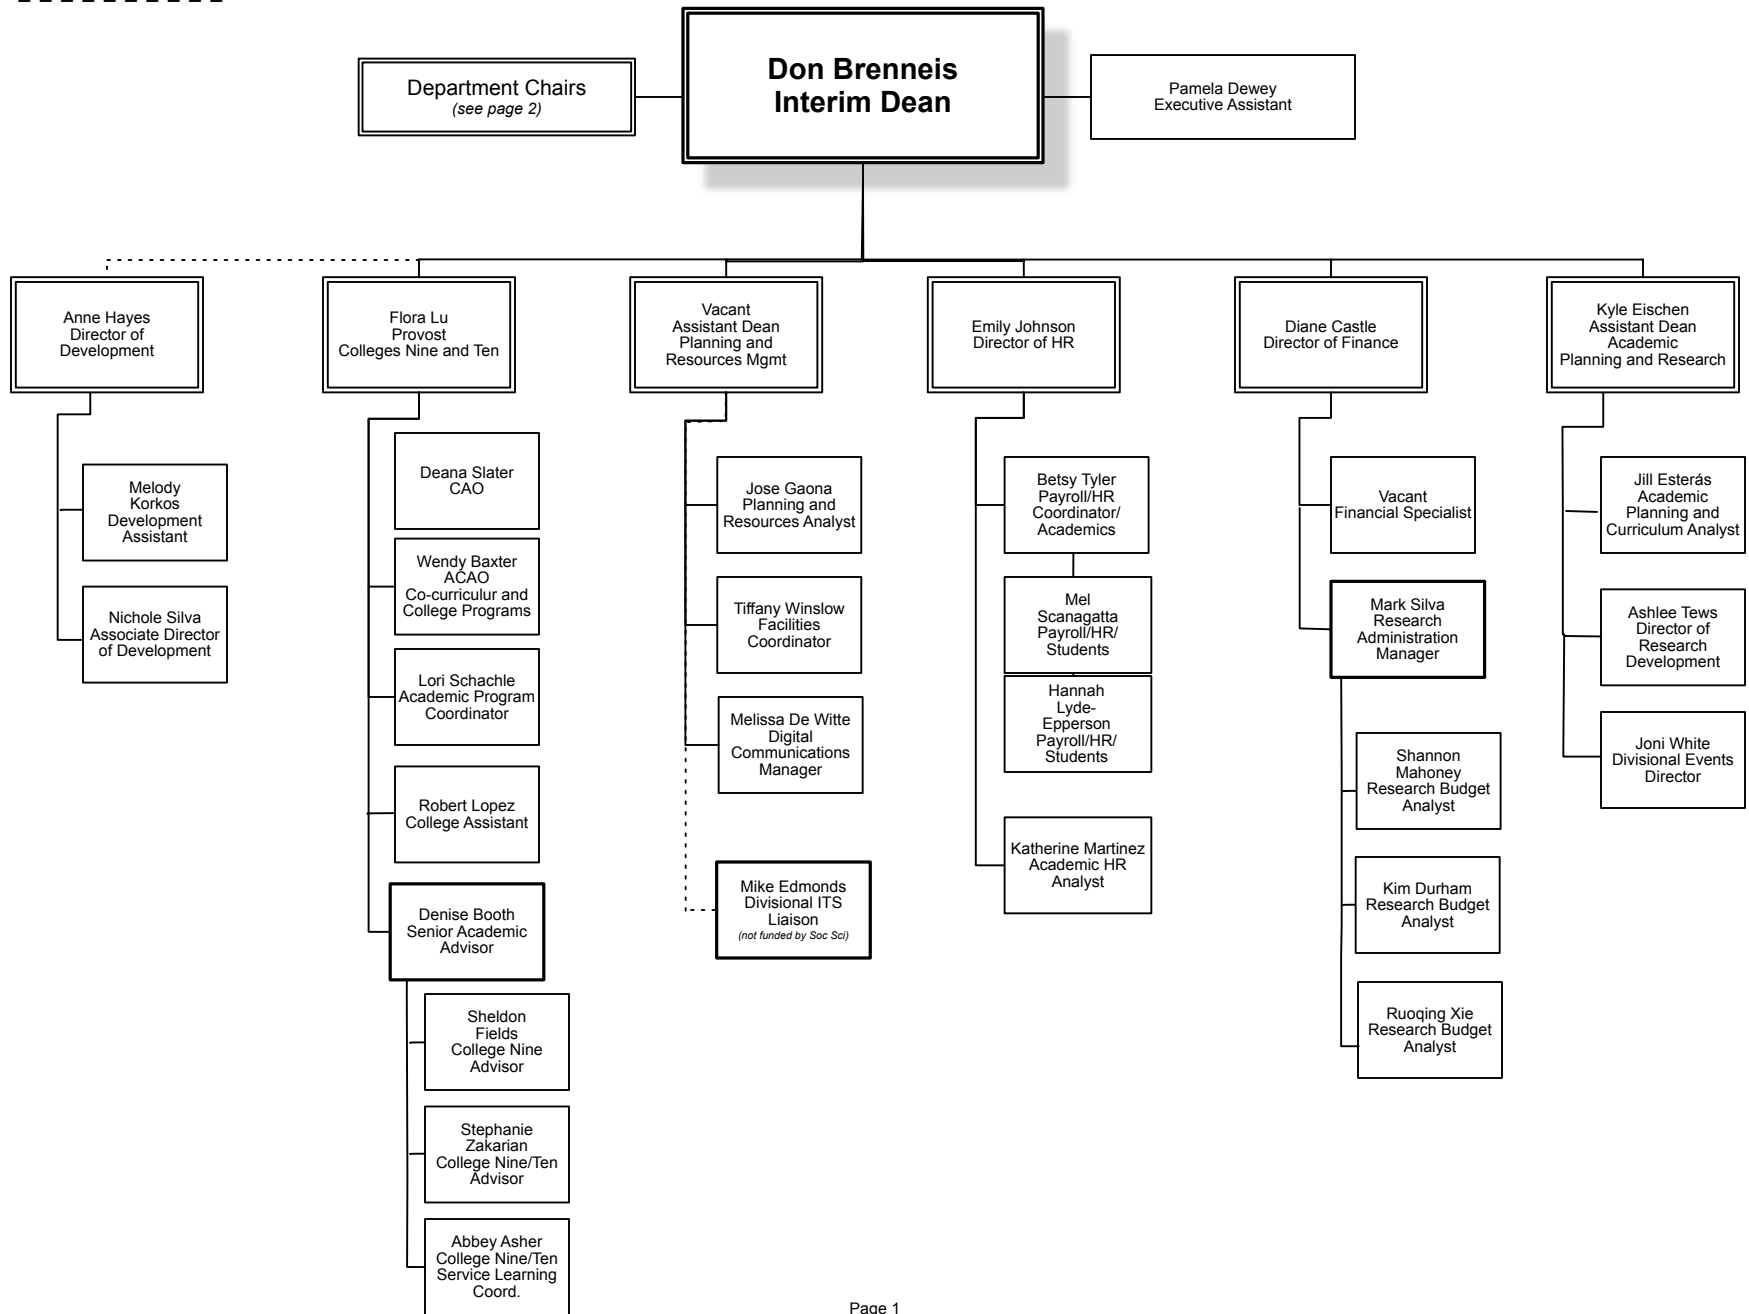 Department Chairs
(see page 2)
Don Brenneis
Interim Dean
Pamela Dewey
Executive Assistant
Anne Hayes
Director of
Development
Melody
Korkos
Development
Assistant
Nichole Silva
Associate Director
of Development
Flora Lu
Provost
Colleges Nine and Ten
Deana Slater
CAO
Wendy Baxter
ACAO
Co-curriculur and
College Programs
Lori Schachle
Academic Program
Coordinator
Robert Lopez
College Assistant
Denise Booth
Senior Academic
Advisor
Sheldon
Fields
College Nine
Advisor
Stephanie
Zakarian
College Nine/Ten
Advisor
Abbey Asher
College Nine/Ten
Service Learning
Coord.
Vacant
Assistant Dean
Planning and
Resources Mgmt
Jose Gaona
Planning and
Resources Analyst
Tiffany Winslow
Facilities
Coordinator
Melissa De Witte
Digital
Communications
Manager
Mike Edmonds
Divisional ITS
Liaison
(not funded by Soc Sci)
Emily Johnson
Director of HR
Betsy Tyler
Payroll/HR
Coordinator/
Academics
Mel
Scanagatta
Payroll/HR/
Students
Hannah
Lyde-
Epperson
Payroll/HR/
Students
Katherine Martinez
Academic HR
Analyst
Diane Castle
Director of Finance
Vacant
Financial Specialist
Mark Silva
Research
Administration
Manager
Shannon
Mahoney
Research Budget
Analyst
Kim Durham
Research Budget
Analyst
Ruoqing Xie
Research Budget
Analyst
Kyle Eischen
Assistant Dean
Academic
Planning and Research
Jill Esterás
Academic
Planning and
Curriculum Analyst
Ashlee Tews
Director of
Research
Development
Joni White
Divisional Events
Director
Page 1